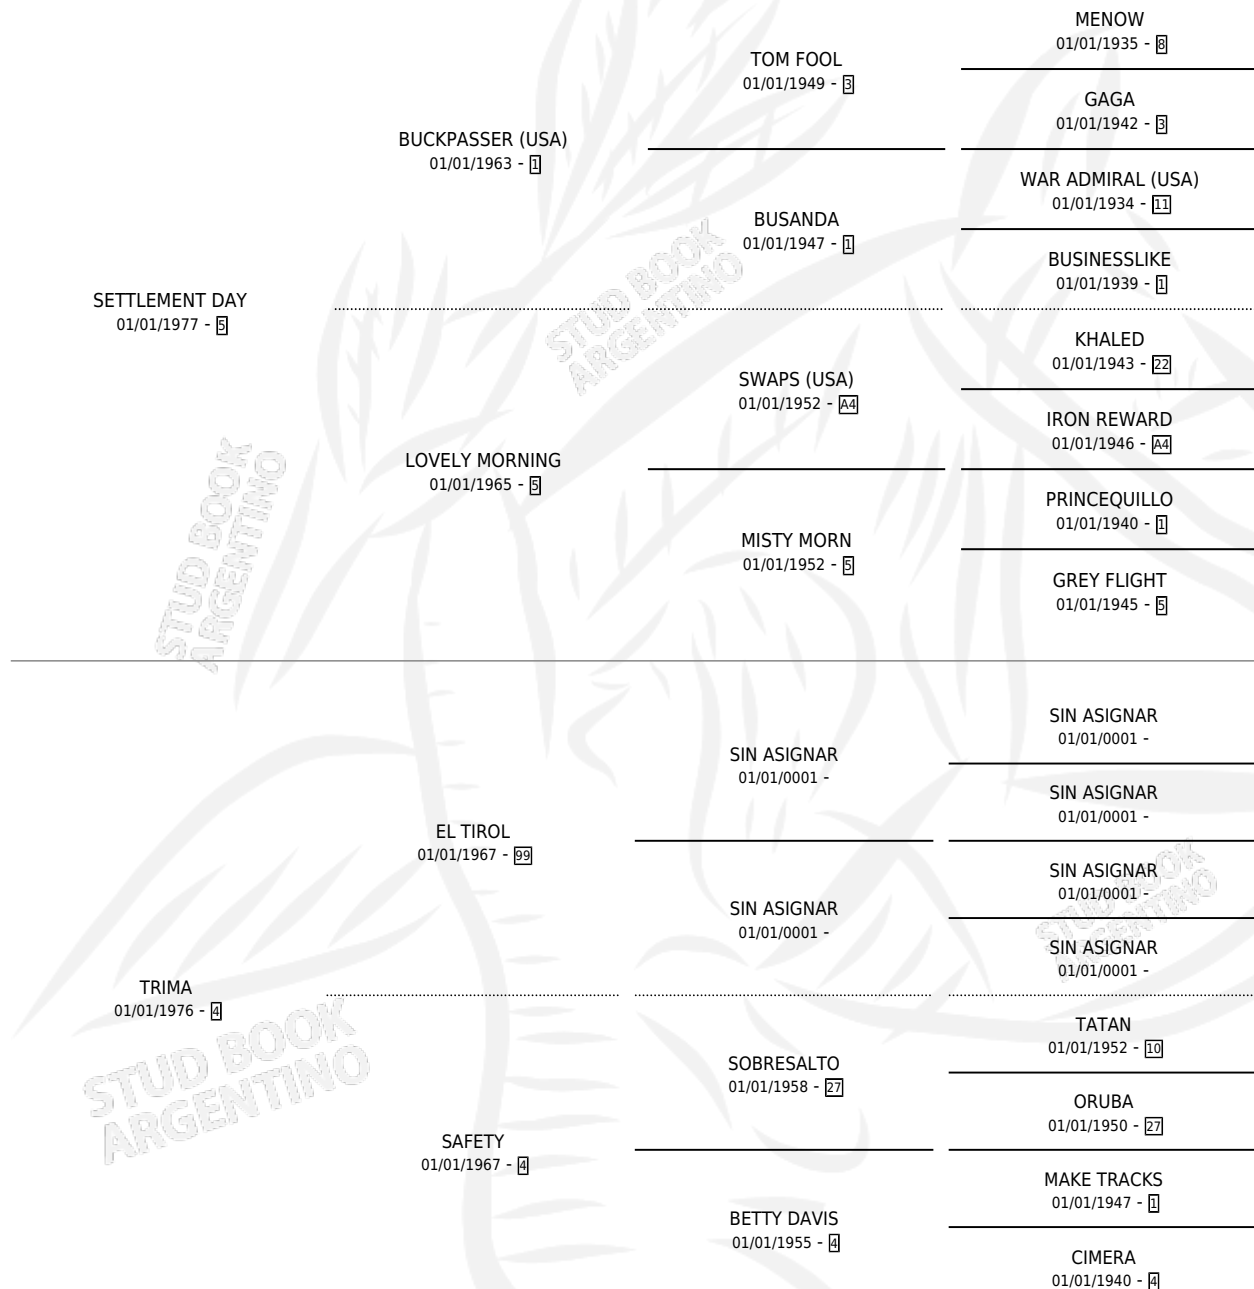 SETTLEMENT DAY
01/01/1977 - 5
BUCKPASSER (USA)
01/01/1963 - 1
TOM FOOL
01/01/1949 - 3
MENOW
01/01/1935 - 8
GAGA
01/01/1942 - 3
BUSANDA
01/01/1947 - 1
WAR ADMIRAL (USA)
01/01/1934 - 11
BUSINESSLIKE
01/01/1939 - 1
LOVELY MORNING
01/01/1965 - 5
SWAPS (USA)
01/01/1952 - A4
KHALED
01/01/1943 - 22
IRON REWARD
01/01/1946 - A4
MISTY MORN
01/01/1952 - 5
PRINCEQUILLO
01/01/1940 - 1
GREY FLIGHT
01/01/1945 - 5
TRIMA
01/01/1976 - 4
EL TIROL
01/01/1967 - 99
SIN ASIGNAR
01/01/0001 -
SIN ASIGNAR
01/01/0001 -
SIN ASIGNAR
01/01/0001 -
SIN ASIGNAR
01/01/0001 -
SIN ASIGNAR
01/01/0001 -
SIN ASIGNAR
01/01/0001 -
SAFETY
01/01/1967 - 4
SOBRESALTO
01/01/1958 - 27
TATAN
01/01/1952 - 10
ORUBA
01/01/1950 - 27
BETTY DAVIS
01/01/1955 - 4
MAKE TRACKS
01/01/1947 - 1
CIMERA
01/01/1940 - 4
STUD BOOK
ARGENTINO
STUD BOOK
ARGENTINO
STUD BOOK
ARGENTINO
STUD BOOK
ARGENTINO